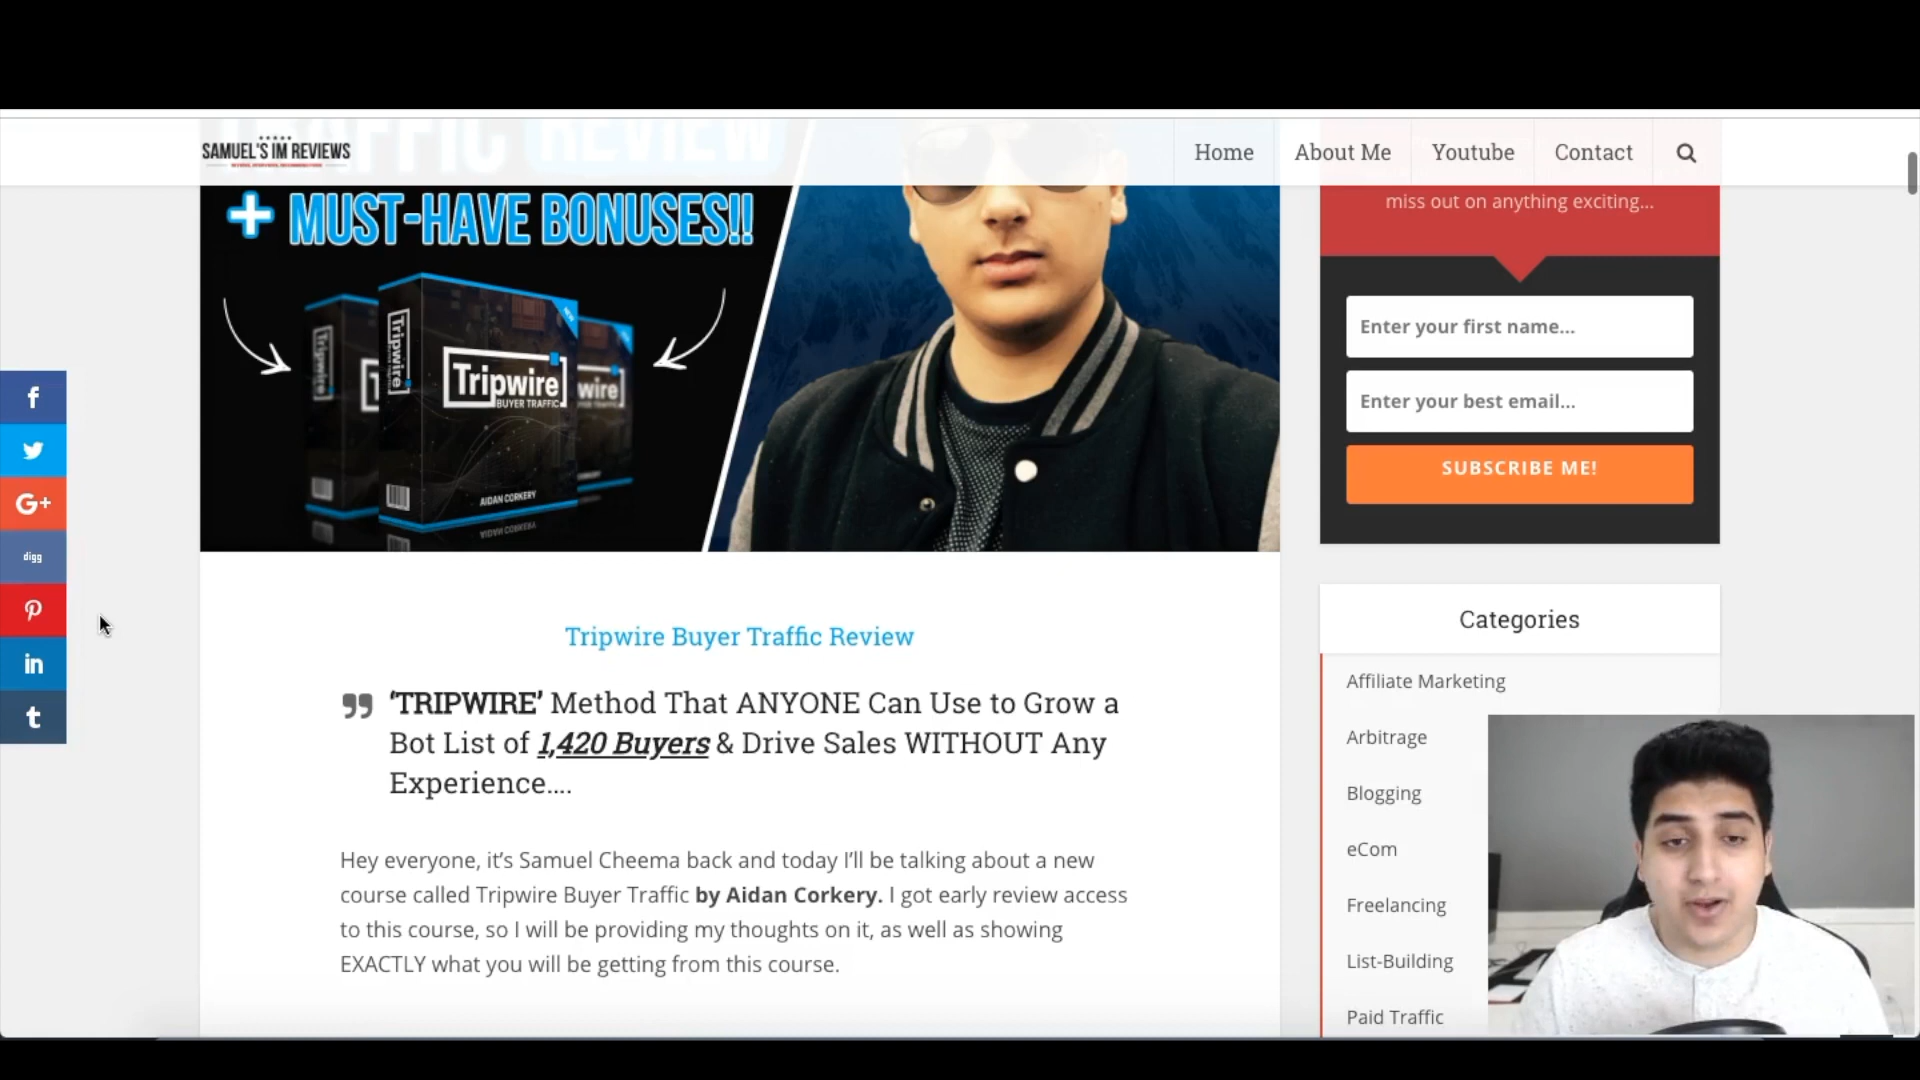 TRAFFIC REVIEW
SAMUEL'S IM REVIEWS
Home
About Me
Youtube
Contact
+ MUST-HAVE BONUSES!!
miss out on anything exciting...
Enter your first name...
Enter your best email...
SUBSCRIBE ME!
Tripwire
Tripwire
Tripwire
BUYER TRAFFIC
wire
AIDAN CORKERY
f
G+
digg
in
t
Tripwire Buyer Traffic Review
‘TRIPWIRE’ Method That ANYONE Can Use to Grow a
Bot List of 1,420 Buyers & Drive Sales WITHOUT Any
Experience….
Hey everyone, it’s Samuel Cheema back and today I’ll be talking about a new
course called Tripwire Buyer Traffic by Aidan Corkery. I got early review access
to this course, so I will be providing my thoughts on it, as well as showing
EXACTLY what you will be getting from this course.
Categories
Affiliate Marketing
Arbitrage
Blogging
eCom
Freelancing
List-Building
Paid Traffic